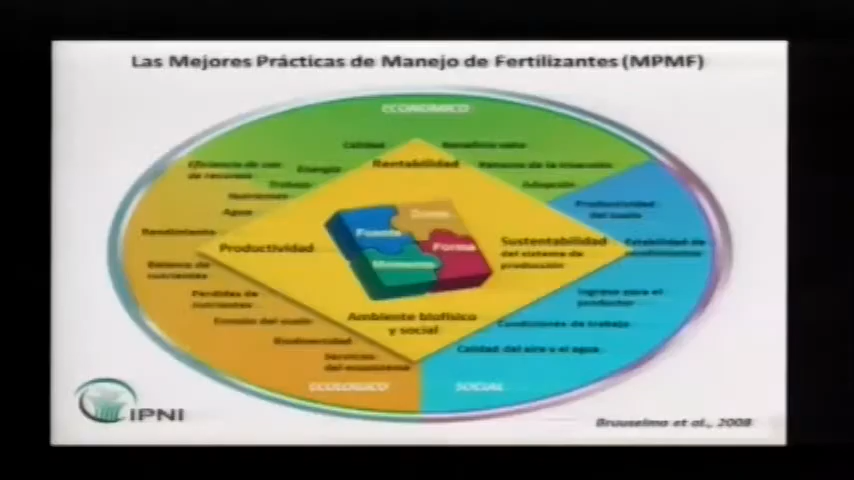 Las Mejores Prácticas de Manejo de Fertilizantes (MPMF)
ECONOMICO
Calidad
Beneficio neto
Eficiencia de uso
de recursos
Energía
Rentabilidad
Retorno de la inversión
Trabajo
Adopción
Nutrientes
Agua
Productividad
del suelo
Rendimiento
Fuente
Dosis
Forma
Momento
Productividad
Sustentabilidad
del sistema de
producción
Estabilidad de
rendimientos
Balance de
nutrientes
Pérdidas de
nutrientes
Ingreso para el
productor
Erosión del suelo
Ambiente biofísico
y social
Condiciones de trabajo
Biodiversidad
Servicios
del ecosistema
Calidad del aire y el agua
ECOLOGICO
SOCIAL
IPNI
et al., 2008